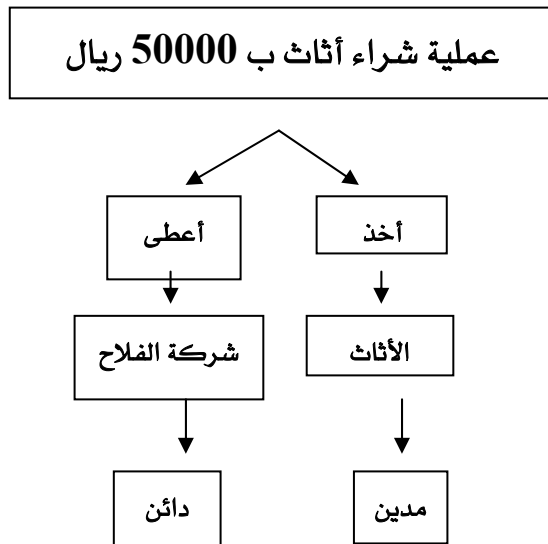 عملية شراء أثاث ب 50000 ريال
أخذ
أعطى
الأثاث
شركة الفلاح
مدين
دائن